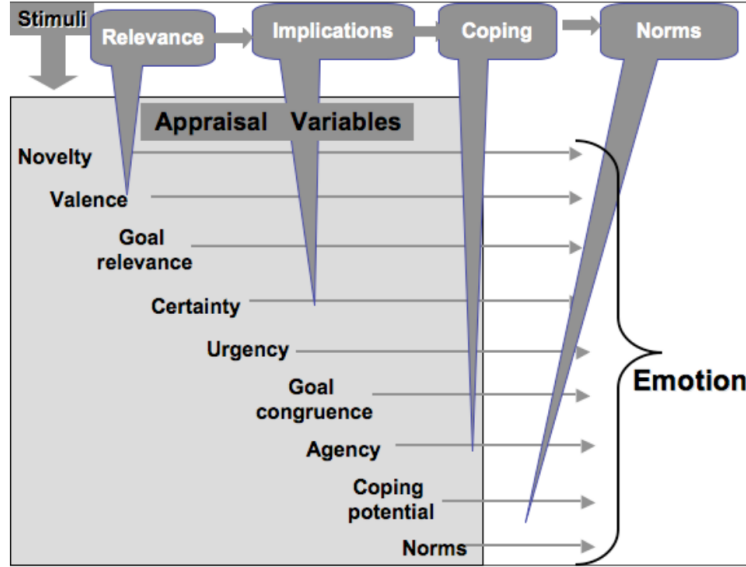 Stimuli
Relevance
Implications
Coping
Norms
Appraisal Variables
Novelty
Valence
Goal
relevance
Certainty
Urgency
Goal
congruence
Agency
Coping
potential
Norms
Emotion